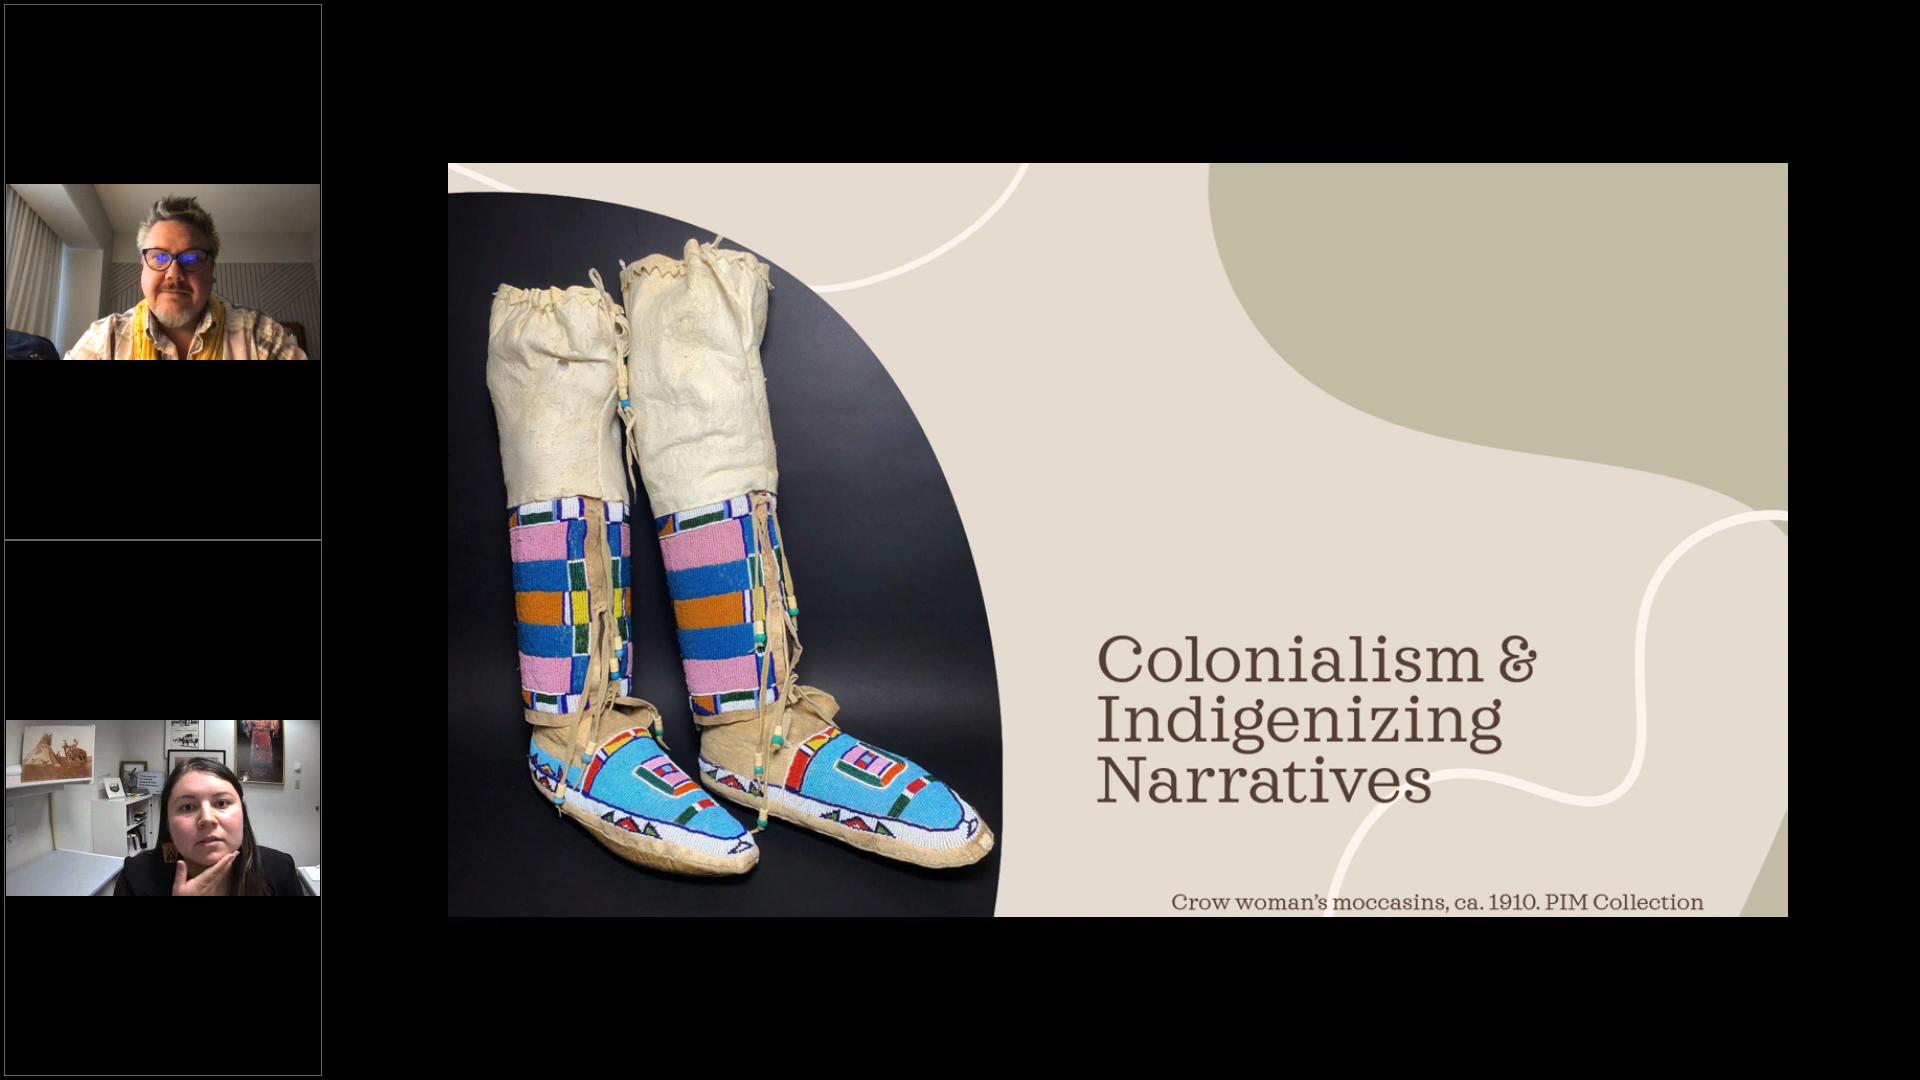 Colonialism &
Indigenizing
Narratives
Crow woman's moccasins, ca. 1910. PIM Collection